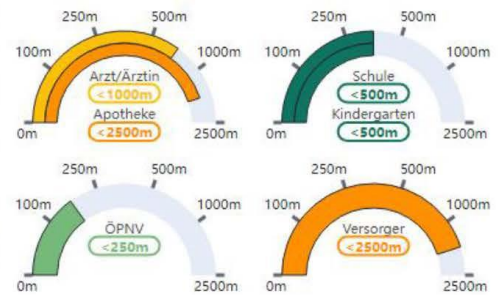 250m 500m
100m 1000m
Arzt/Ärztin
<1000m
Apotheke
<2500m
0m 2500m
250m 500m
100m 1000m
Schule
<500m
Kindergarten
<500m
0m 2500m
250m 500m
100m 1000m
ÖPNV
<250m
0m 2500m
250m 500m
100m 1000m
Versorger
<2500m
0m 2500m